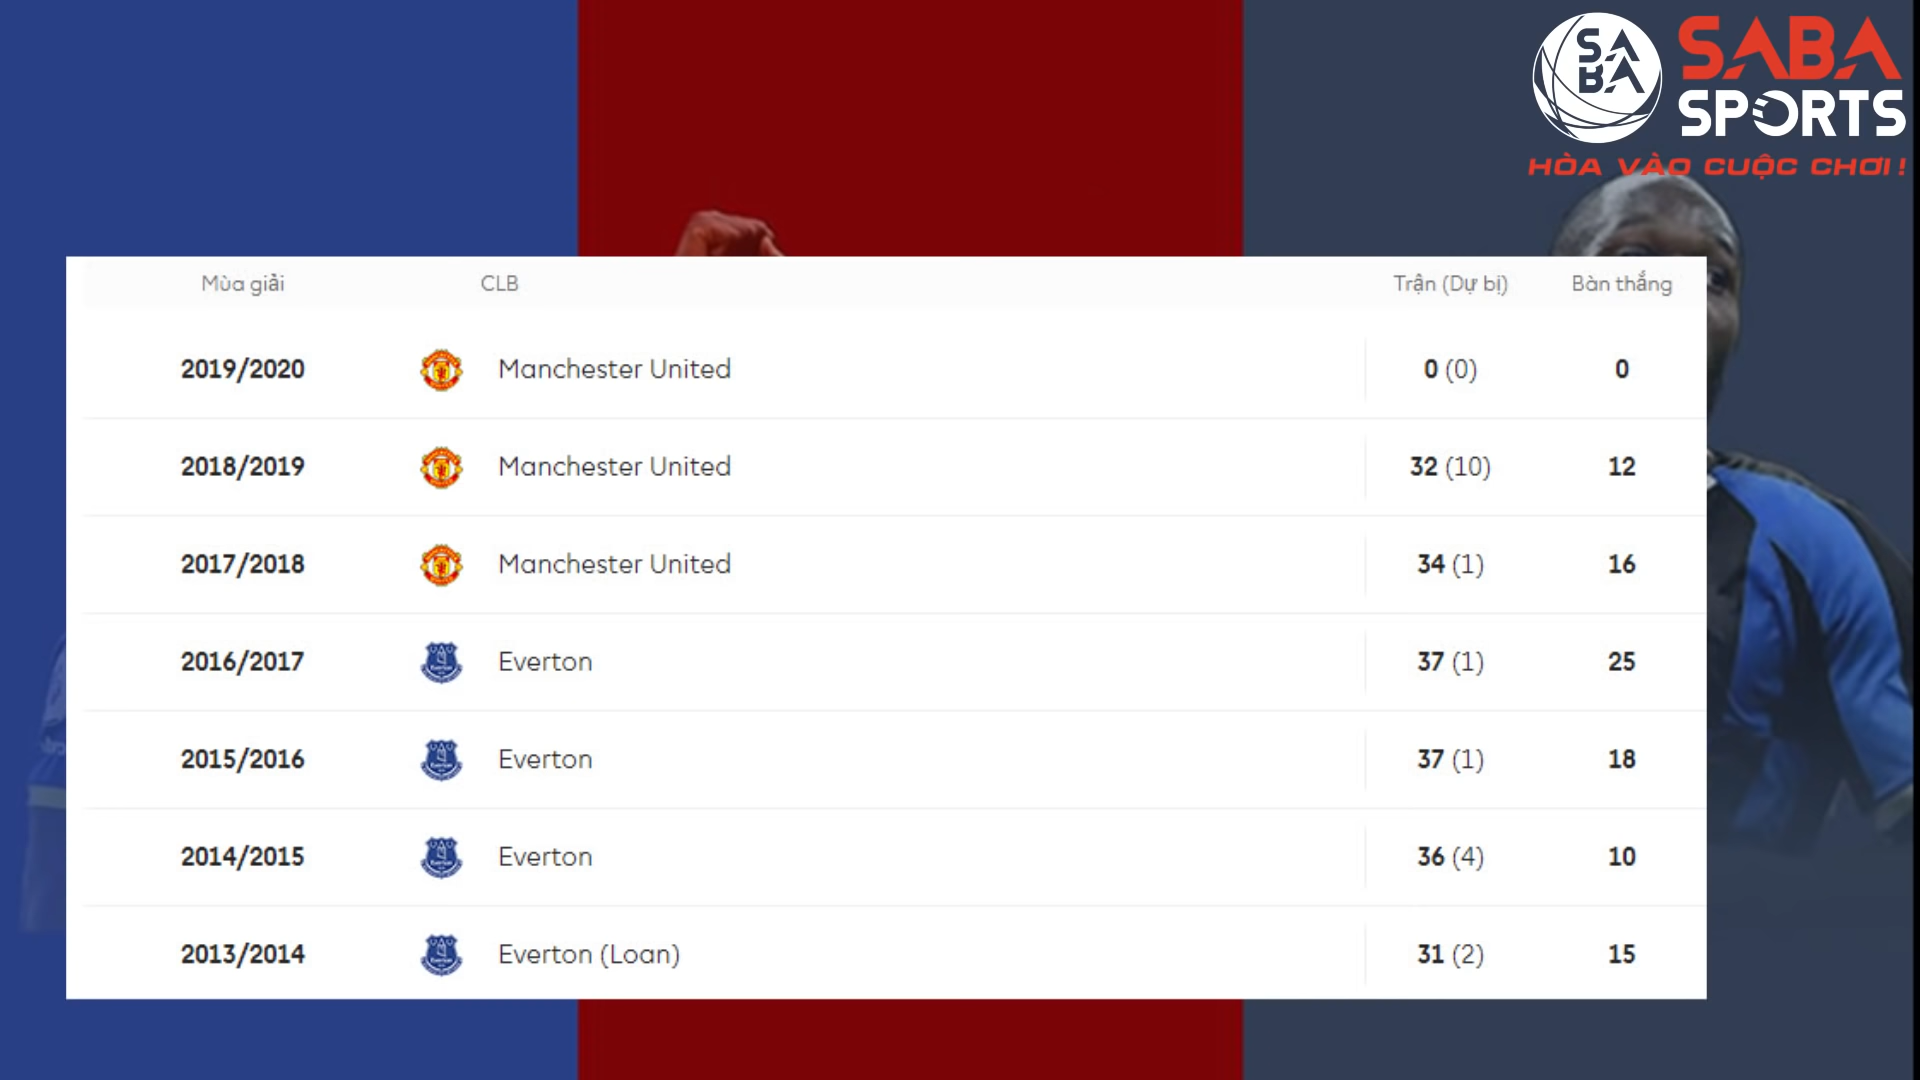 SA
BA
SABA
SPORTS
HÒA VÀO CUỘC CHƠI!
Mùa giải CLB Trận (Dự bị) Bàn thắng
2019/2020 Manchester United 0 (0) 0
2018/2019 Manchester United 32 (10) 12
2017/2018 Manchester United 34 (1) 16
2016/2017 Everton 37 (1) 25
2015/2016 Everton 37 (1) 18
2014/2015 Everton 36 (4) 10
2013/2014 Everton (Loan) 31 (2) 15